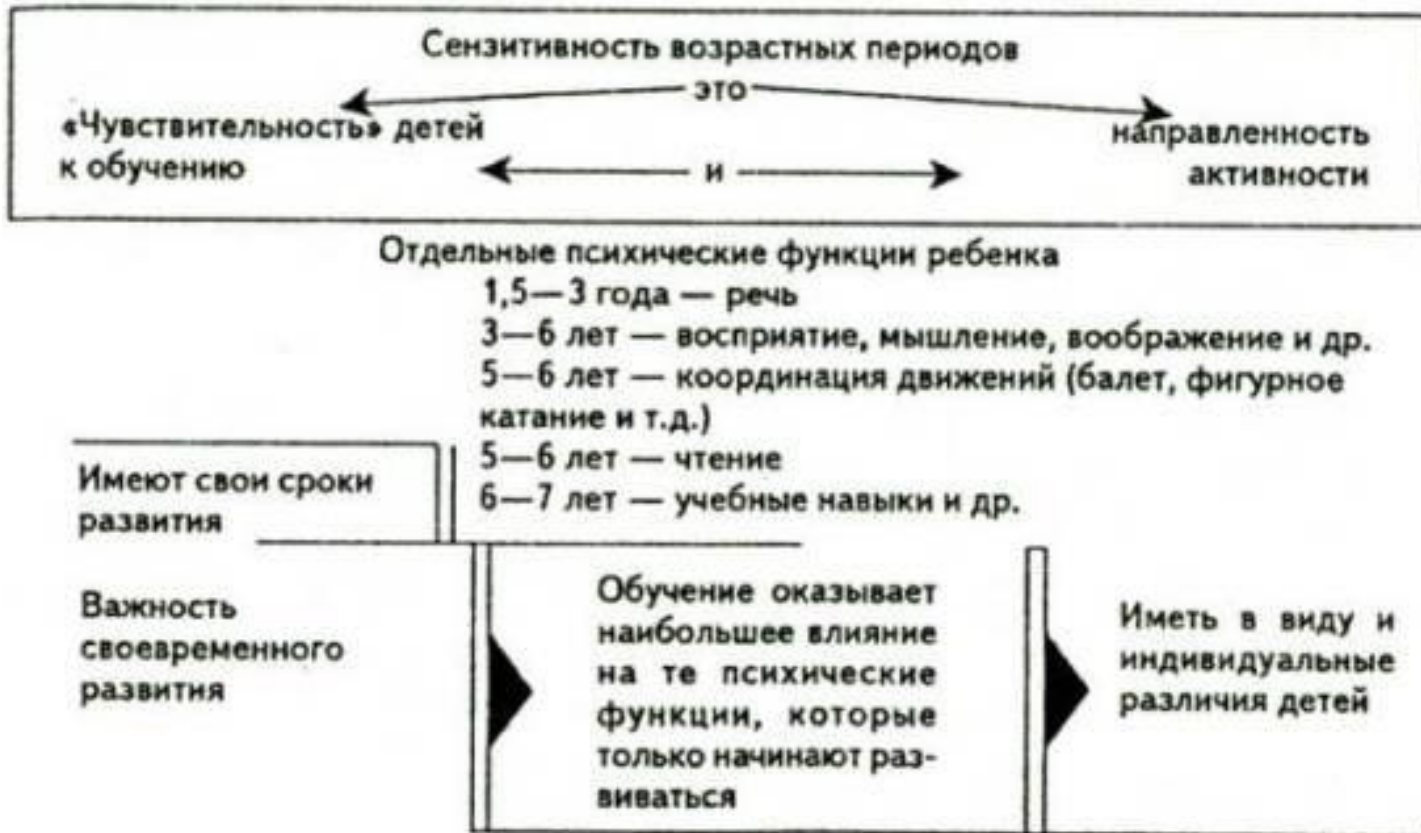 Сензитивность возрастных периодов
это
«Чувствительность» детей
к обучению
и
направленность
активности
Отдельные психические функции ребенка
1,5—3 года — речь
3—6 лет — восприятие, мышление, воображение и др.
5—6 лет — координация движений (балет, фигурное
катание и т.д.)
5—6 лет — чтение
6—7 лет — учебные навыки и др.
Имеют свои сроки
развития
Важность
своевременного
развития
Обучение оказывает
наибольшее влияние
на те психические
функции, которые
только начинают раз-
виваться
Иметь в виду и
индивидуальные
различия детей